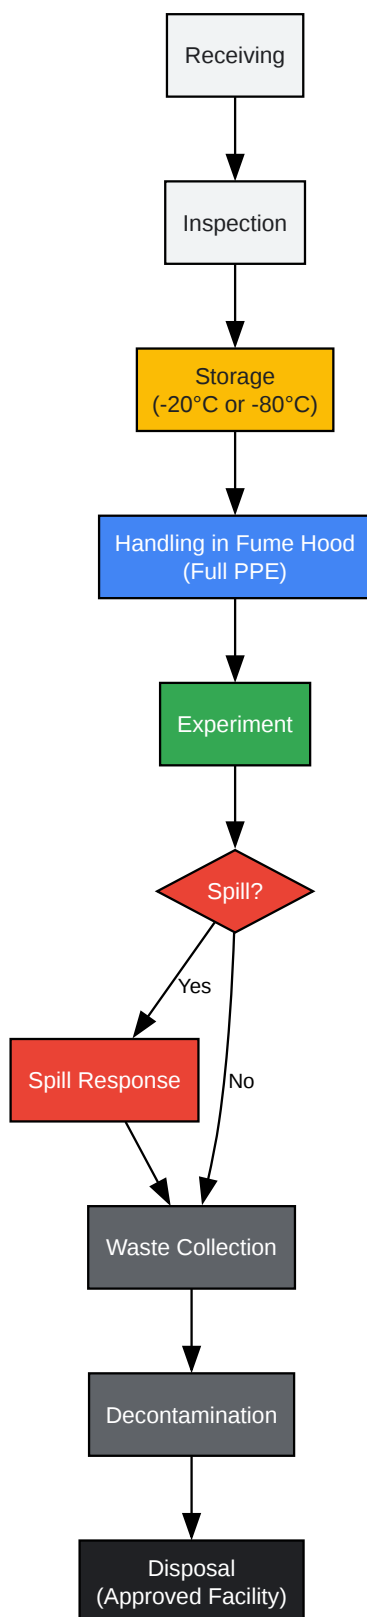 Receiving
Inspection
Storage
(-20°C or -80°C)
Handling in Fume Hood
(Full PPE)
Experiment
Spill?
Yes
Spill Response
No
Waste Collection
Decontamination
Disposal
(Approved Facility)